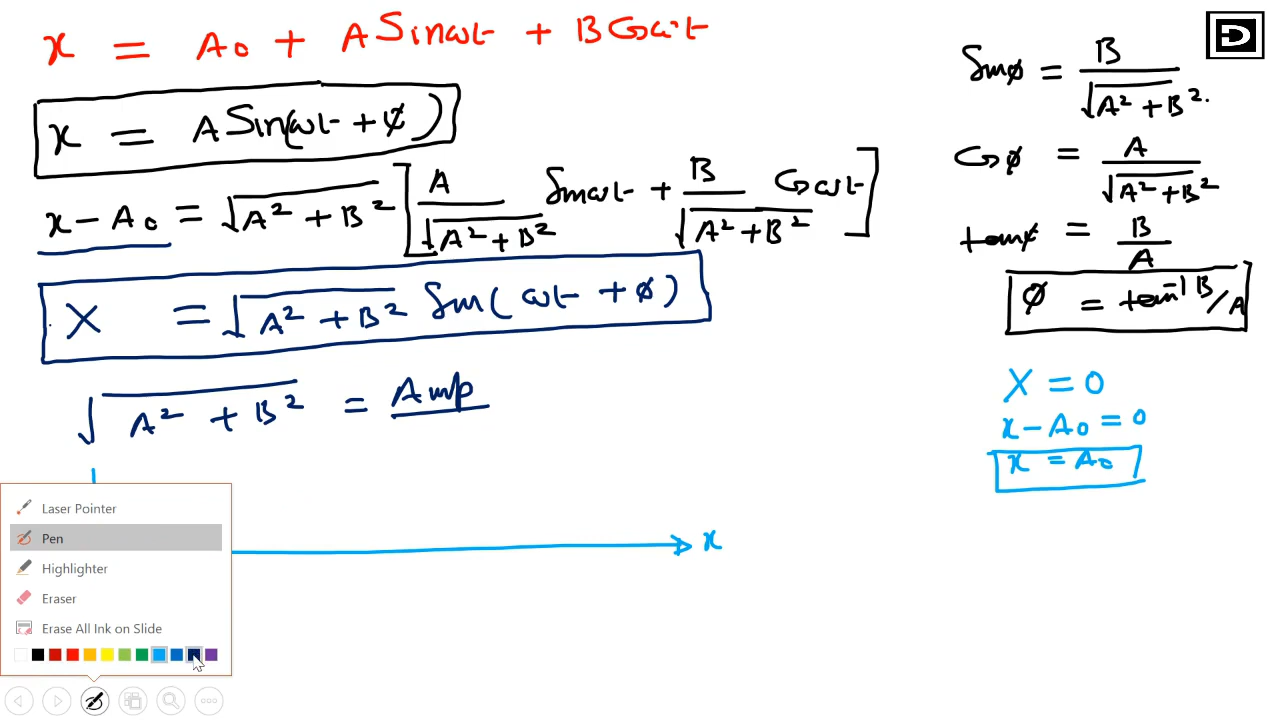 x = A₀ + A Sinωt + B Cosωt
x = A Sin(ωt + φ)
x - A₀ = √A² + B² [A/√A² + B² Sinωt + B/√A² + B² Cosωt]
X = √A² + B² Sin(ωt + φ)
√A² + B² = Amp
x
Sinφ = B/√A² + B²
Cosφ = A/√A² + B²
tanφ = B/A
φ = tan⁻¹ B/A
X = 0
x - A₀ = 0
x = A₀
Laser Pointer
Pen
Highlighter
Eraser
Erase All Ink on Slide